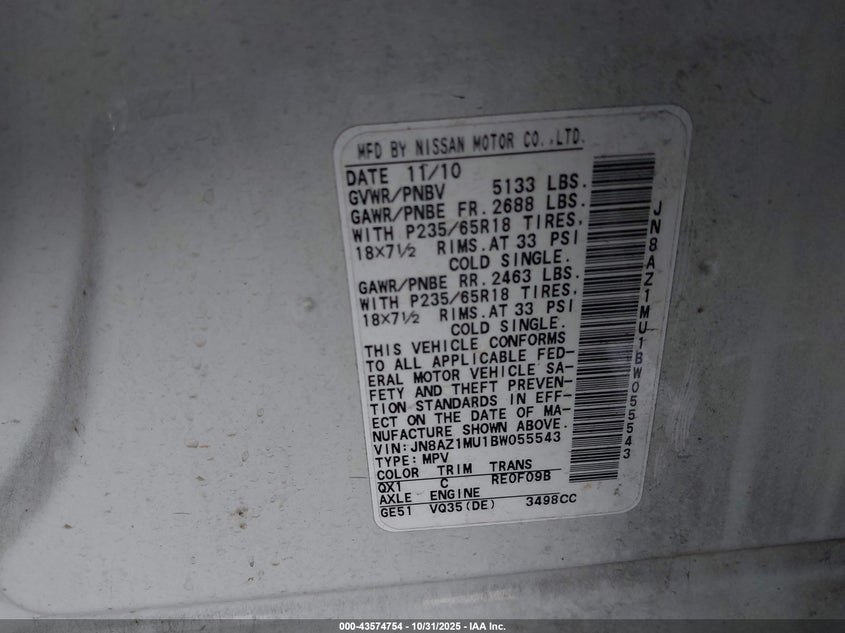 MFD BY NISSAN MOTOR CO.,LTD.
DATE 11/10
GVWR/PNBV 5133 LBS.
GAWR/PNBE FR. 2688 LBS.
WITH P235/65R18 TIRES,
18×7½ RIMS. AT 33 PSI
COLD SINGLE.
GAWR/PNBE RR. 2463 LBS.
WITH P235/65R18 TIRES,
18×7½ RIMS. AT 33 PSI
COLD SINGLE.
THIS VEHICLE CONFORMS
TO ALL APPLICABLE FED-
ERAL MOTOR VEHICLE SA-
FETY AND THEFT PREVEN-
TION STANDARDS IN EFF-
ECT ON THE DATE OF MA-
NUFACTURE SHOWN ABOVE.
VIN: JN8AZ1MU1BW055543
TYPE: MPV
COLOR TRIM TRANS
QX1 C RE0F09B
AXLE ENGINE
GE51 VQ35(DE) 3498CC
JN8AZ1MU1BW055543
000-43574754 - 10/31/2025 - IAA Inc.